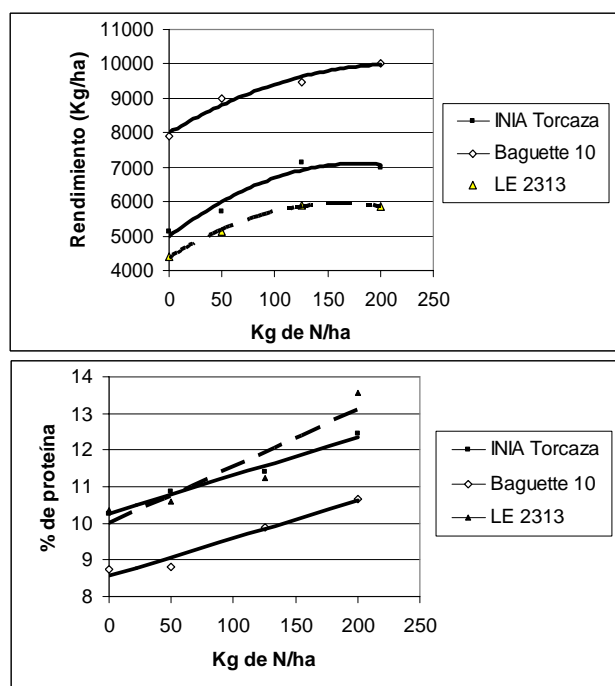 Rendimiento (Kg/ha)
10000
9000
8000
7000
6000
5000
4000
0 50 100 150 200 250
Kg de N/ha
INIA Torcaza
Baguette 10
LE 2313
% de proteína
14
13
12
11
10
9
8
0 50 100 150 200 250
Kg de N/ha
INIA Torcaza
Baguette 10
LE 2313